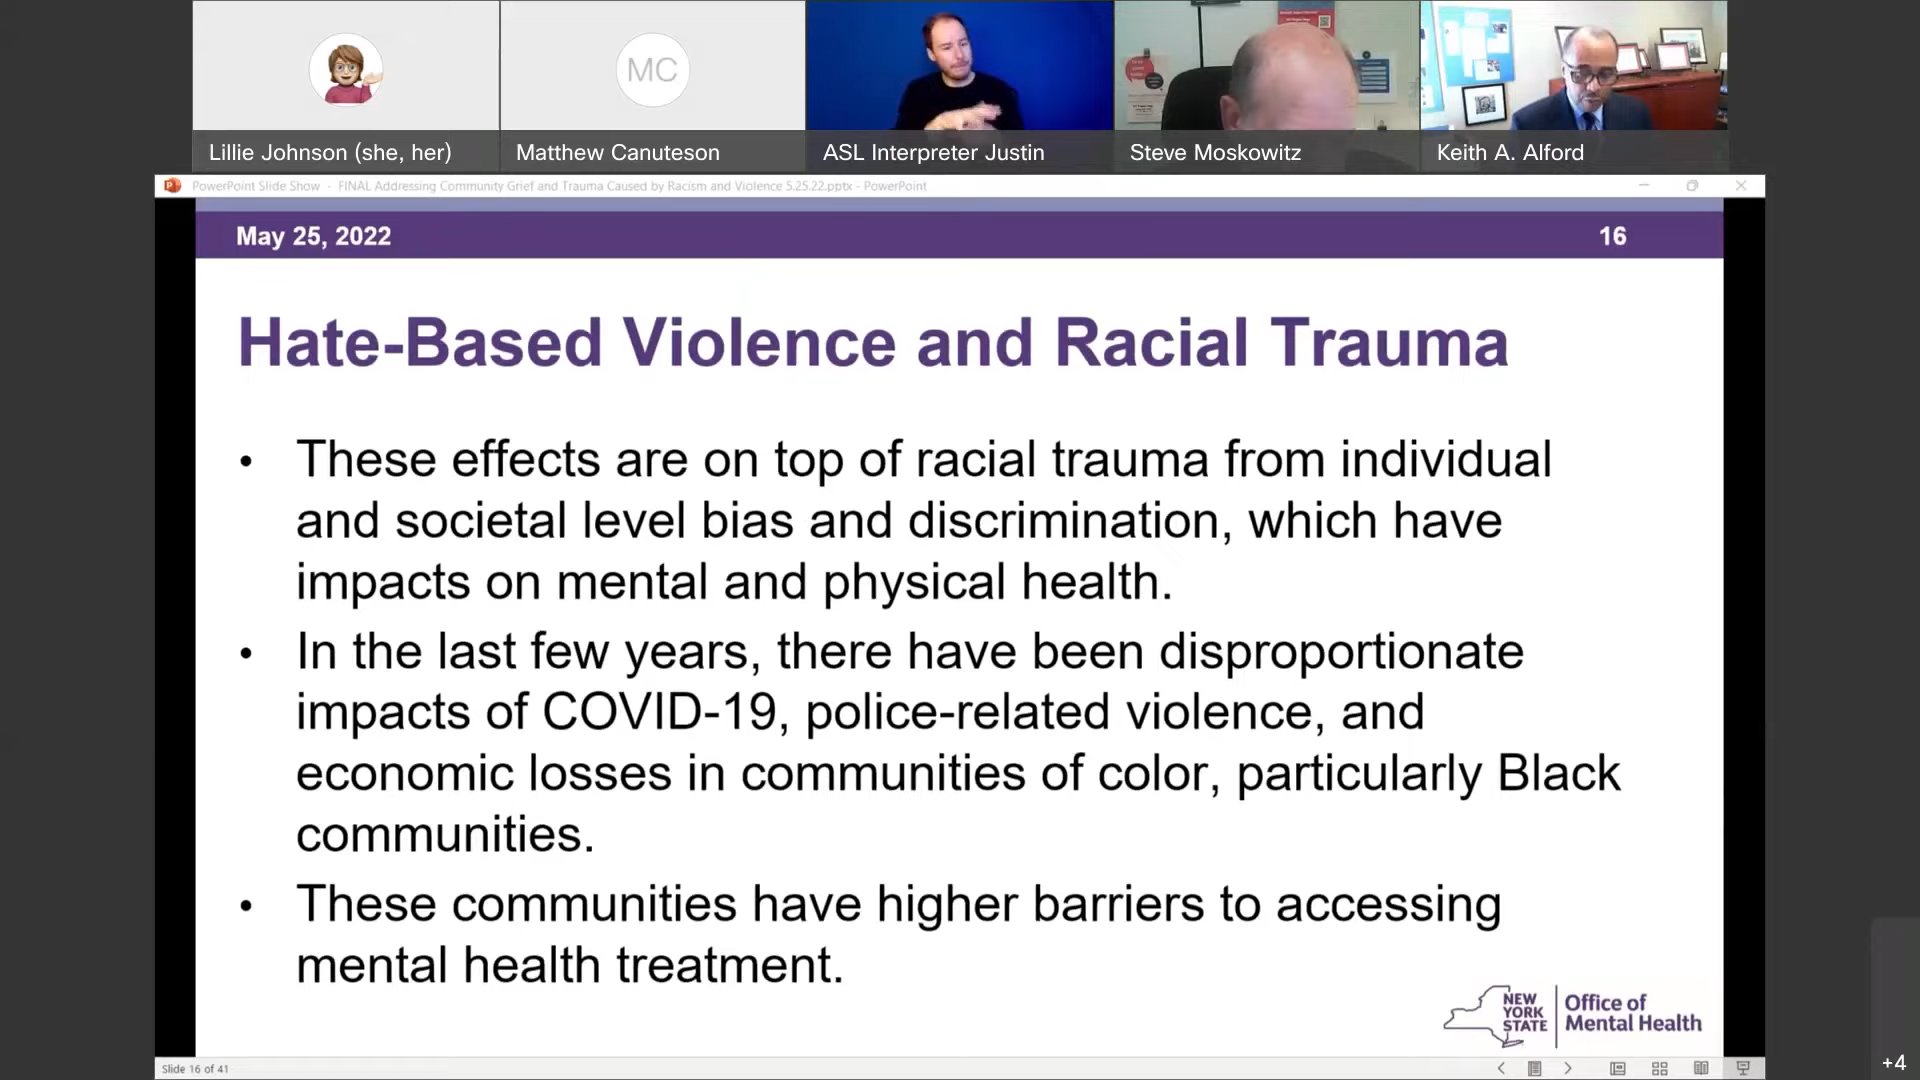 MC
Lillie Johnson (she, her)
Matthew Canuteson
ASL Interpreter Justin
Steve Moskowitz
Keith A. Alford
PowerPoint Slide Show - FINAL Addressing Community Grief and Trauma Caused by Racism and Violence 5.25.22.pptx - PowerPoint
May 25, 2022
16
Hate-Based Violence and Racial Trauma
• These effects are on top of racial trauma from individual
and societal level bias and discrimination, which have
impacts on mental and physical health.
• In the last few years, there have been disproportionate
impacts of COVID-19, police-related violence, and
economic losses in communities of color, particularly Black
communities.
• These communities have higher barriers to accessing
mental health treatment.
NEW
YORK
STATE
Office of
Mental Health
Slide 16 of 41
+4